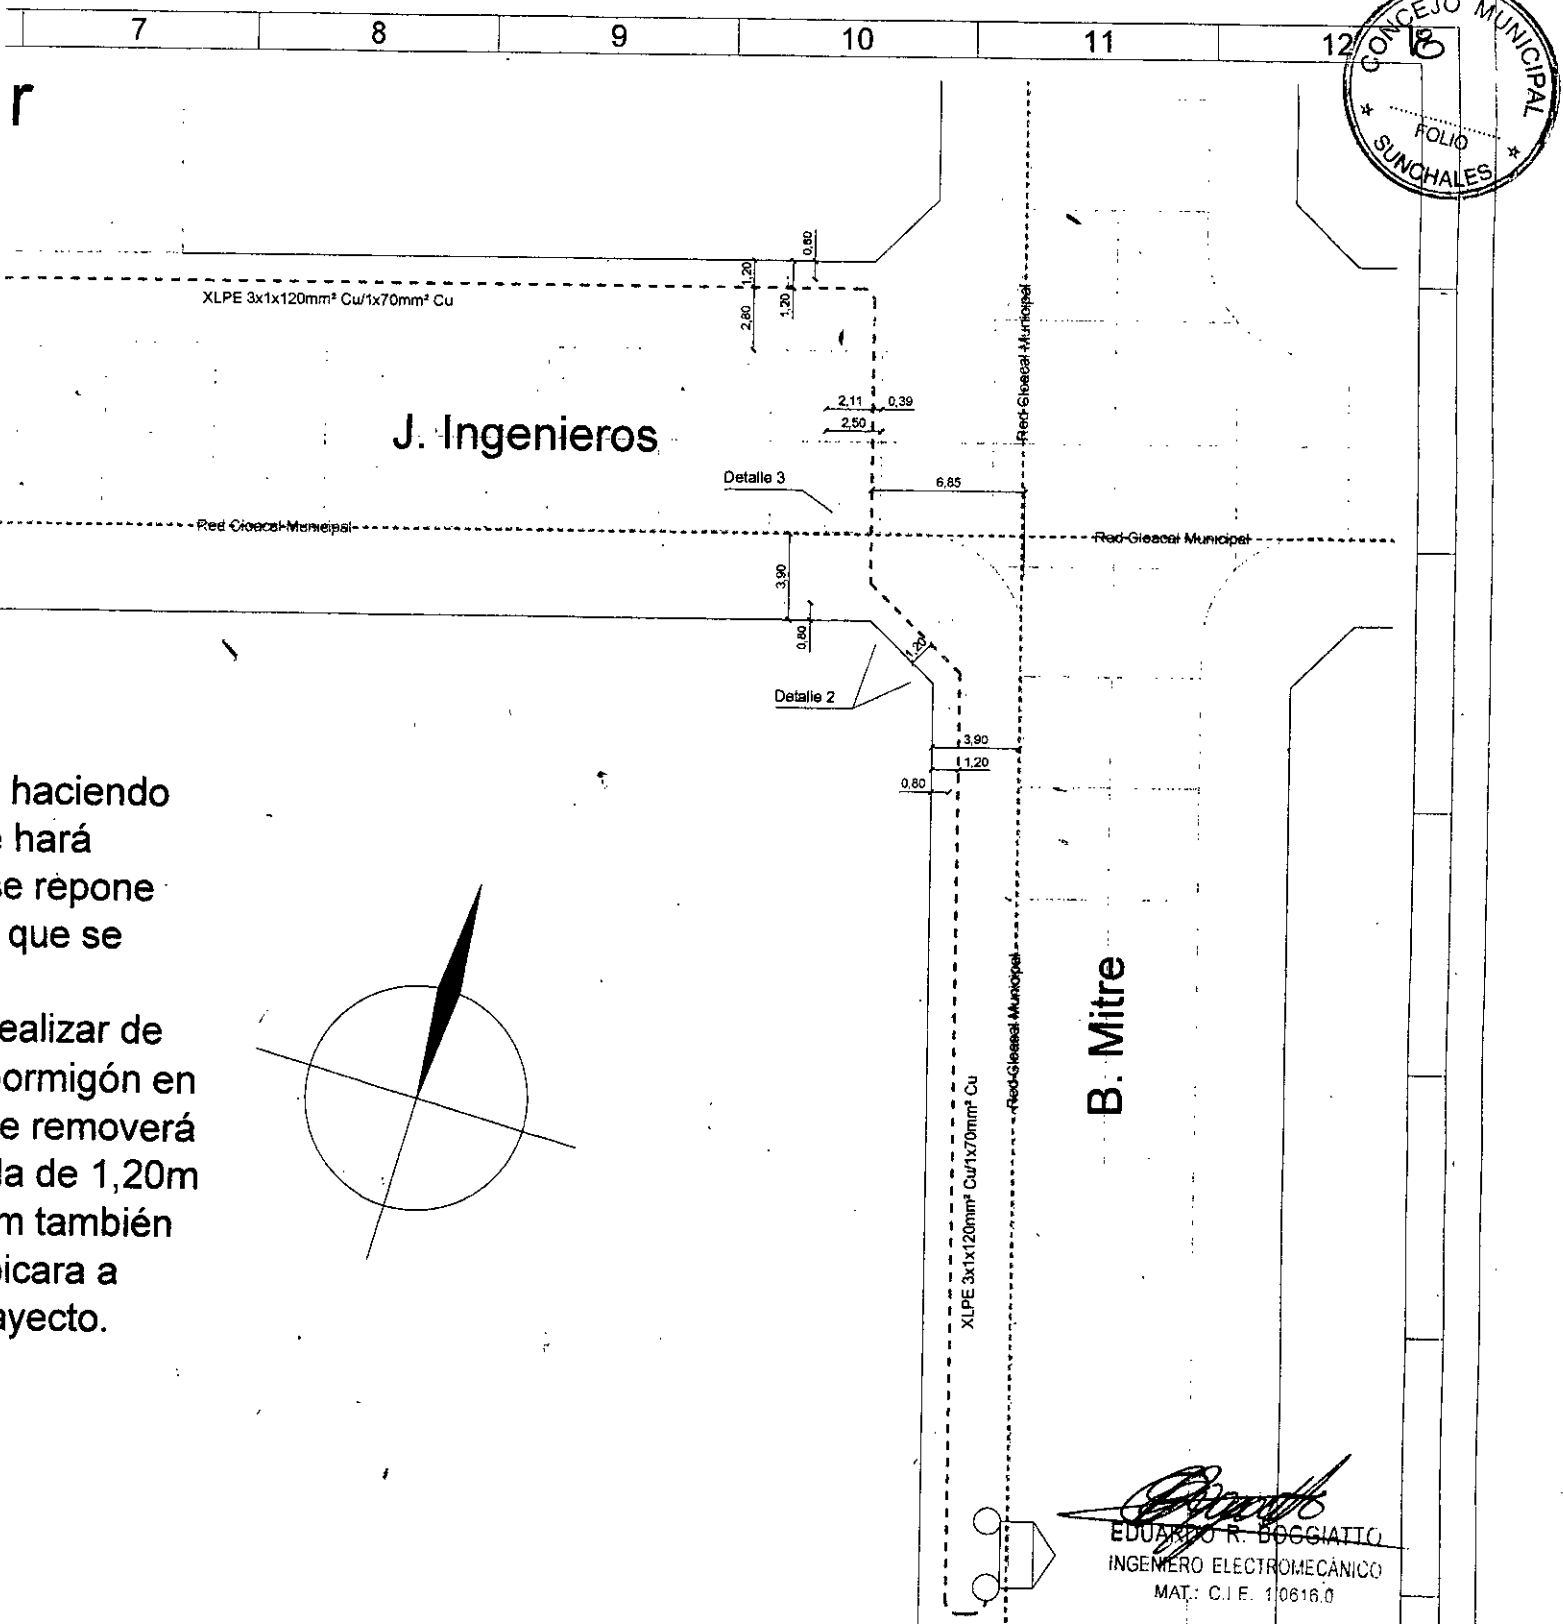 7 8 9 10 11 12
18
CONCEJO MUNICIPAL
FOLIO
SUNCHALES
r
0,60
1,20
1,20
2,80
XLPE 3x1x120mm² Cu/1x70mm² Cu
Red Cloacal Municipal
2,11 0,39
2,50
J. Ingenieros
Detalle 3
6,85
Red Cloacal Municipal
Red Cloacal Municipal
3,90
0,80
1,20
Detalle 2
3,90
1,20
0,80
haciendo
hará
se repone
que se
ealizar de
ormigón en
e removerá
la de 1,20m
m también
bicara a
ayecto.
B. Mitre
Red Cloacal Municipal
XLPE 3x1x120mm² Cu/1x70mm² Cu
EDUARDO R. BOGGIATTO
INGENIERO ELECTROMECÁNICO
MAT.: C.I.E. 1.0616.0